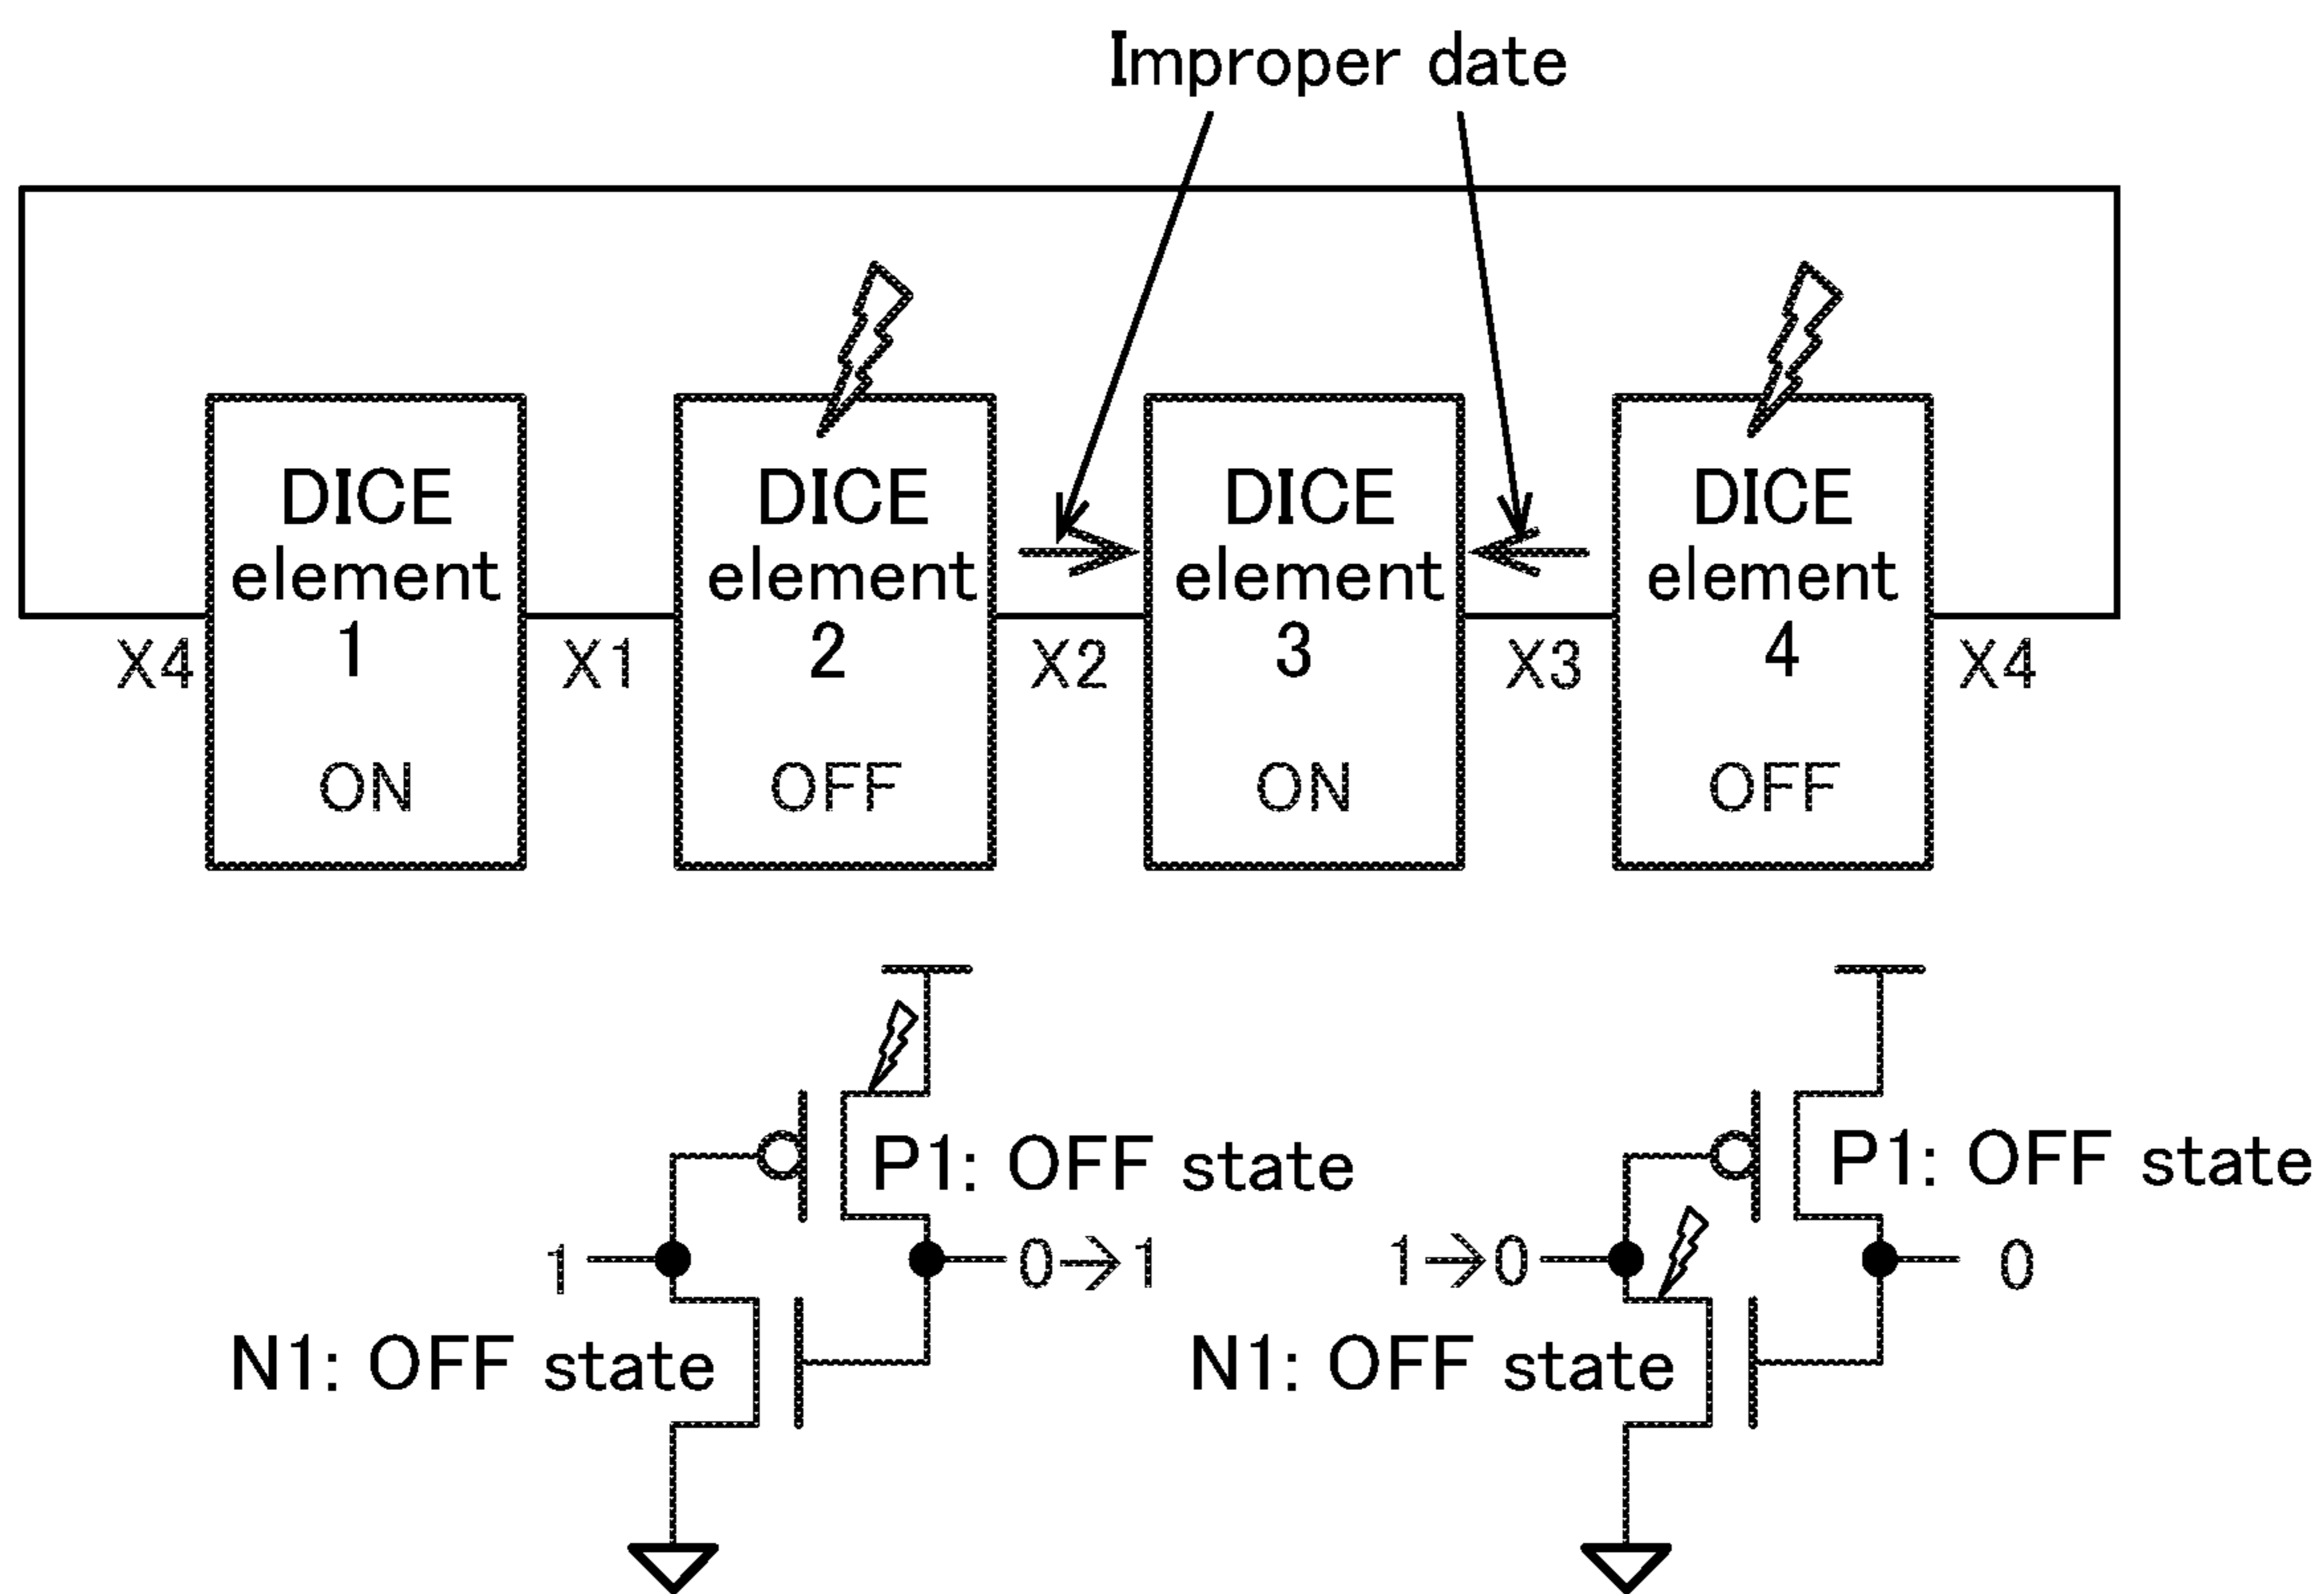 Improper date
DICE
element
1
ON
DICE
element
2
OFF
DICE
element
3
ON
DICE
element
4
OFF
X4
X1
X2
X3
X4
P1: OFF state
1
0→1
N1: OFF state
P1: OFF state
1→0
0
N1: OFF state